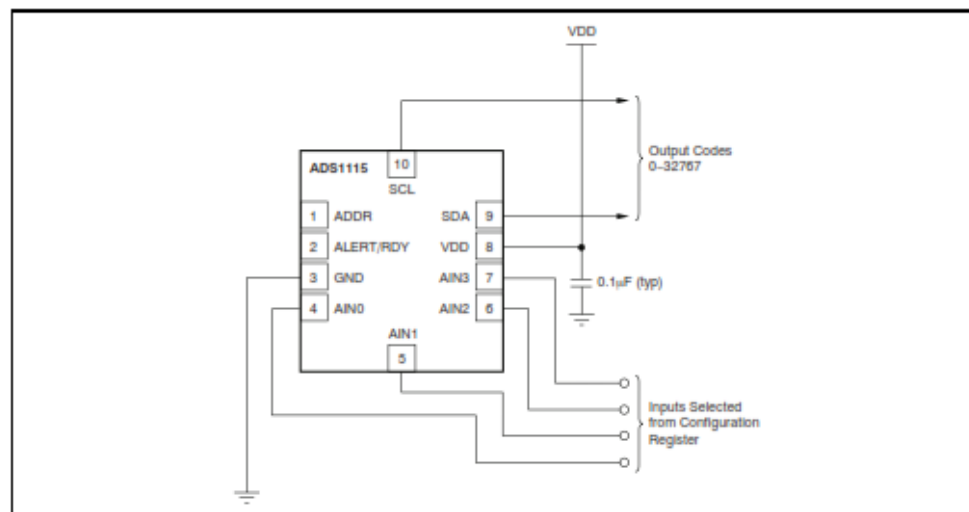 VDD
Output Codes
0–32767
ADS1115
10
SCL
1 ADDR
SDA 9
2 ALERT/RDY
VDD 8
3 GND
AIN3 7
0.1μF (typ)
4 AIN0
AIN2 6
AIN1
5
Inputs Selected
from Configuration
Register